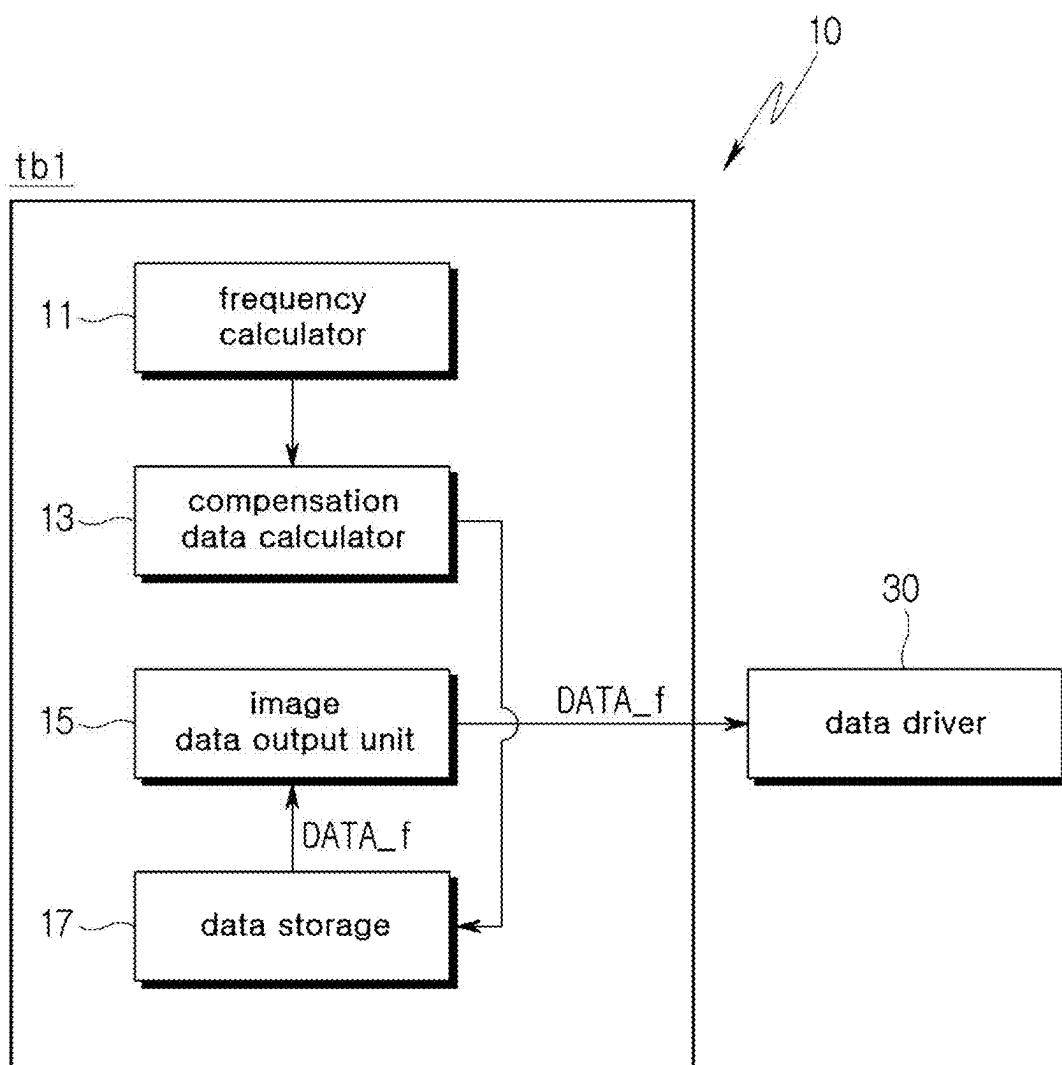 10
tb1
frequency
calculator
11
compensation
data calculator
13
30
image
data output unit
15
DATA_f
data driver
DATA_f
data storage
17